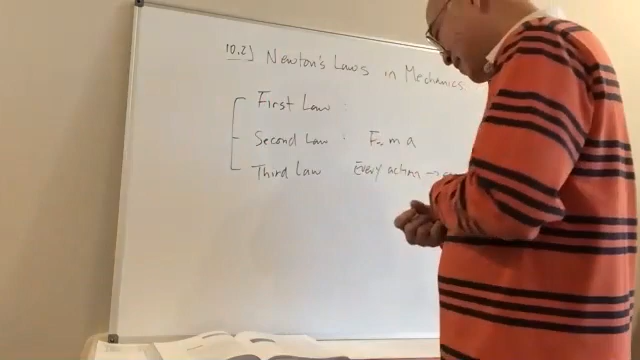 10.2) Newton's Laws in Mechanics
First Law :
Second Law : F = m a
Third Law Every action →